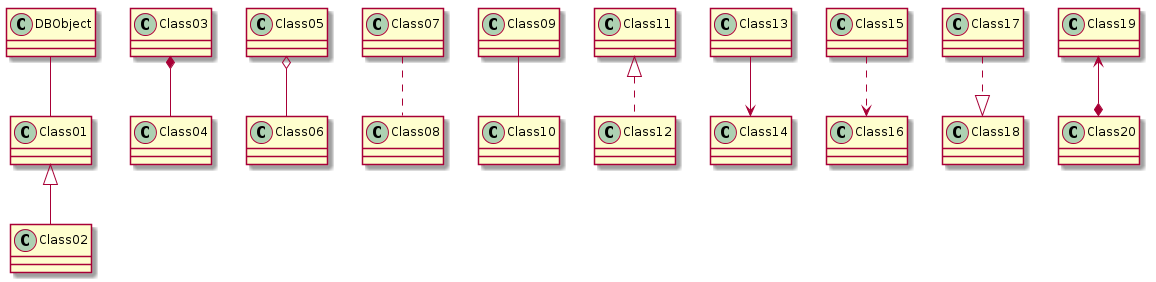 C DBObject
C Class03
C Class05
C Class07
C Class09
C Class11
C Class13
C Class15
C Class17
C Class19
C Class01
C Class04
C Class06
C Class08
C Class10
C Class12
C Class14
C Class16
C Class18
C Class20
C Class02